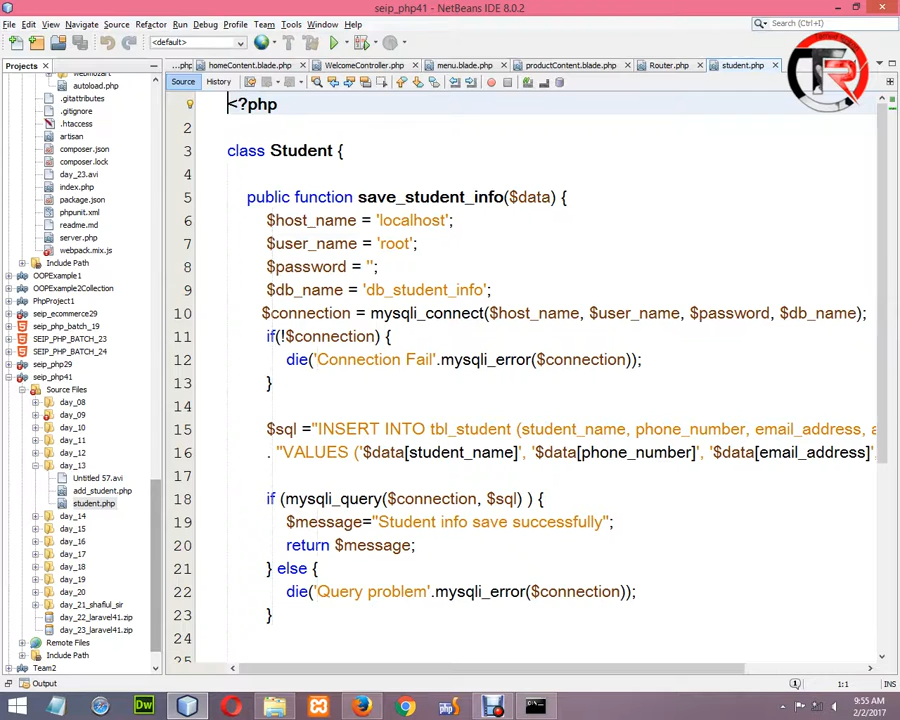 seip_php41 - NetBeans IDE 8.0.2
File Edit View Navigate Source Refactor Run Debug Profile Team Tools Window Help
<default>
Search (Ctrl+I)
Projects
...php homeContent.blade.php WelcomeController.php menu.blade.php productContent.blade.php Router.php student.php
Source History
autoload.php
.gitattributes
.gitignore
.htaccess
artisan
composer.json
composer.lock
day_23.avi
index.php
package.json
phpunit.xml
readme.md
server.php
webpack.mix.js
Include Path
OOPExample1
OOPExample2Collection
PhpProject1
seip_ecommerce29
seip_php_batch_19
SEIP_PHP_BATCH_23
SEIP_PHP_BATCH_24
seip_php29
seip_php41
Source Files
day_08
day_09
day_10
day_11
day_12
day_13
Untitled 57.avi
add_student.php
student.php
day_14
day_15
day_16
day_17
day_18
day_19
day_20
day_21_shafiul_sir
day_22_laravel41.zip
day_23_laravel41.zip
Remote Files
Include Path
Team2
<?php
2
3 class Student {
4
5 public function save_student_info($data) {
6 $host_name = 'localhost';
7 $user_name = 'root';
8 $password = '';
9 $db_name = 'db_student_info';
10 $connection = mysqli_connect($host_name, $user_name, $password, $db_name);
11 if(!$connection) {
12 die('Connection Fail'.mysqli_error($connection));
13 }
14
15 $sql ="INSERT INTO tbl_student (student_name, phone_number, email_address, a
16 . "VALUES ('$data[student_name]', '$data[phone_number]', '$data[email_address]'
17
18 if (mysqli_query($connection, $sql) ) {
19 $message="Student info save successfully";
20 return $message;
21 } else {
22 die('Query problem'.mysqli_error($connection));
23 }
24
25
Output
1:1 INS
9:55 AM
2/2/2017